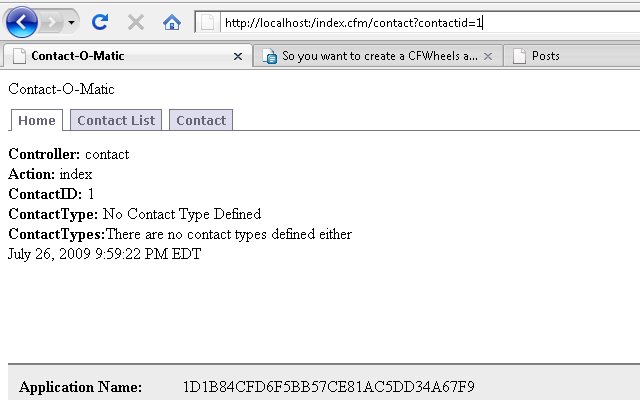 http://localhost:/index.cfm/contact?contactid=1
Contact-O-Matic
So you want to create a CFWheels a...
Posts
Contact-O-Matic
Home
Contact List
Contact
Controller: contact
Action: index
ContactID: 1
ContactType: No Contact Type Defined
ContactTypes:There are no contact types defined either
July 26, 2009 9:59:22 PM EDT
Application Name: 1D1B84CFD6F5BB57CE81AC5DD34A67F9